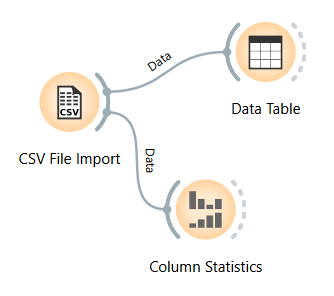 Data
Data Table
CSV
CSV File Import
Data
Column Statistics